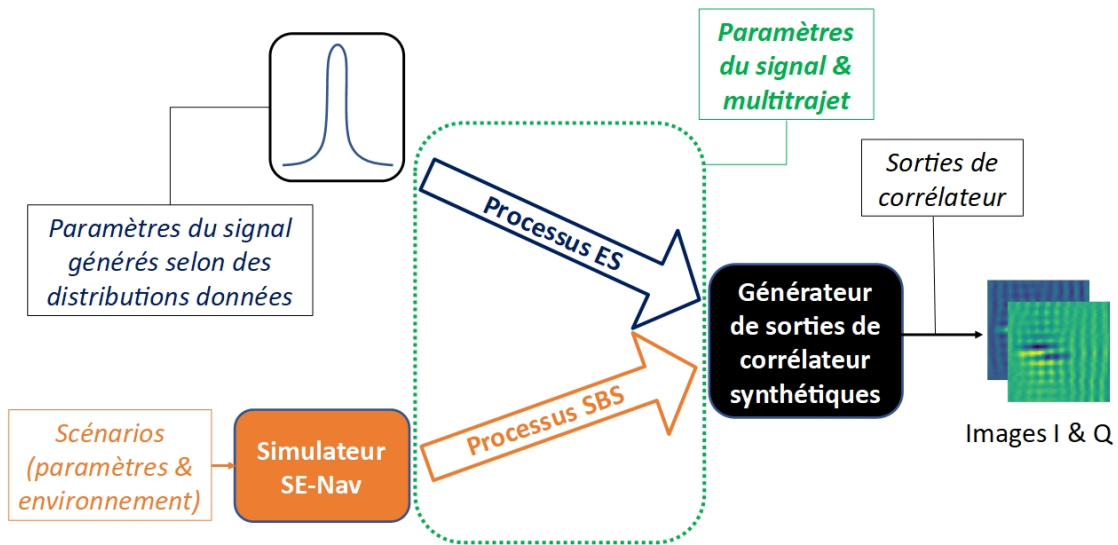 Paramètres
du signal &
multitrajet
Paramètres du signal
générés selon des
distributions données
Processus ES
Sorties de
corrélateur
Générateur
de sorties de
corrélateur
synthétiques
Images I & Q
Scénarios
(paramètres &
environnement)
Simulateur
SE-Nav
Processus SBS